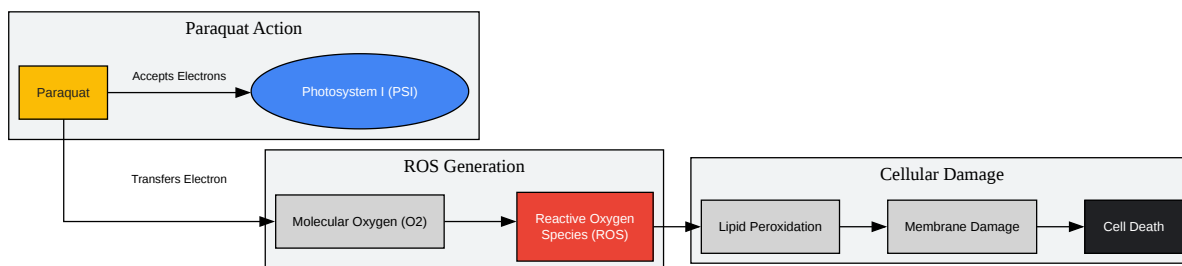 Paraquat Action
Paraquat
Accepts Electrons
Photosystem I (PSI)
Transfers Electron
ROS Generation
Molecular Oxygen (O2)
Reactive Oxygen
Species (ROS)
Cellular Damage
Lipid Peroxidation
Membrane Damage
Cell Death